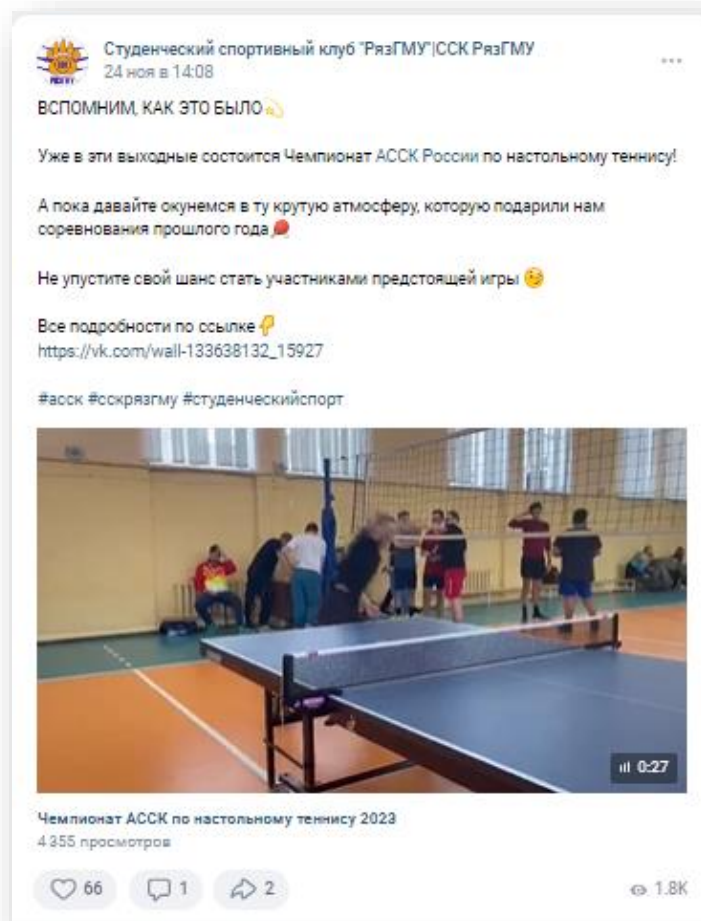 Студенческий спортивный клуб "РязГМУ"|ССК РязГМУ
24 ноя в 14:08
ВСПОМНИМ, КАК ЭТО БЫЛО💫
Уже в эти выходные состоится Чемпионат АССК России по настольному теннису!
А пока давайте окунемся в ту крутую атмосферу, которую подарили нам
соревнования прошлого года🏓
Не упустите свой шанс стать участниками предстоящей игры 🧐
Все подробности по ссылке👇
https://vk.com/wall-133638132_15927
#асск #сскрязгму #студенческийспорт
0:27
Чемпионат АССК по настольному теннису 2023
4 355 просмотров
66 1 2 1.8K